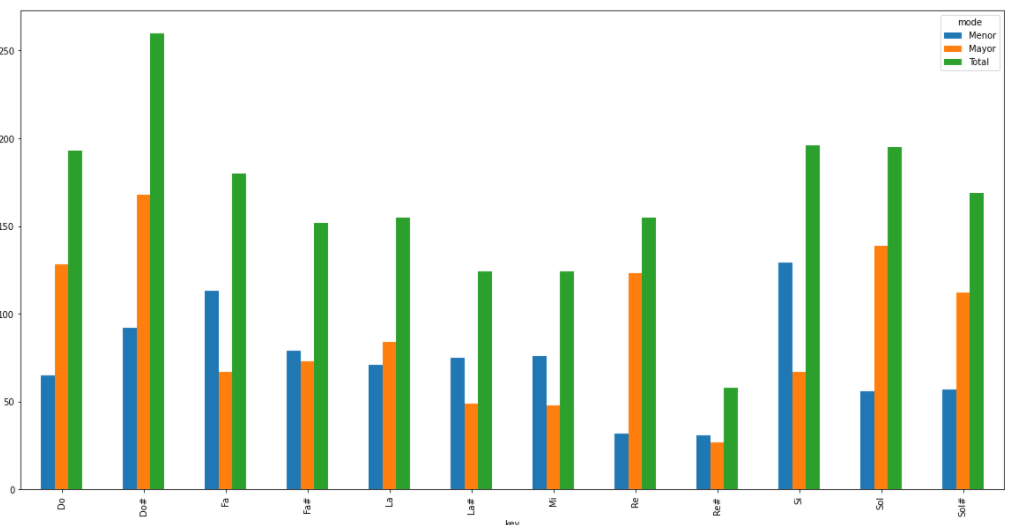 mode
Menor
Mayor
Total
250
200
150
100
50
0
Do
Do#
Fa
Fa#
La
La#
Mi
Re
Re#
Si
Sol
Sol#
key